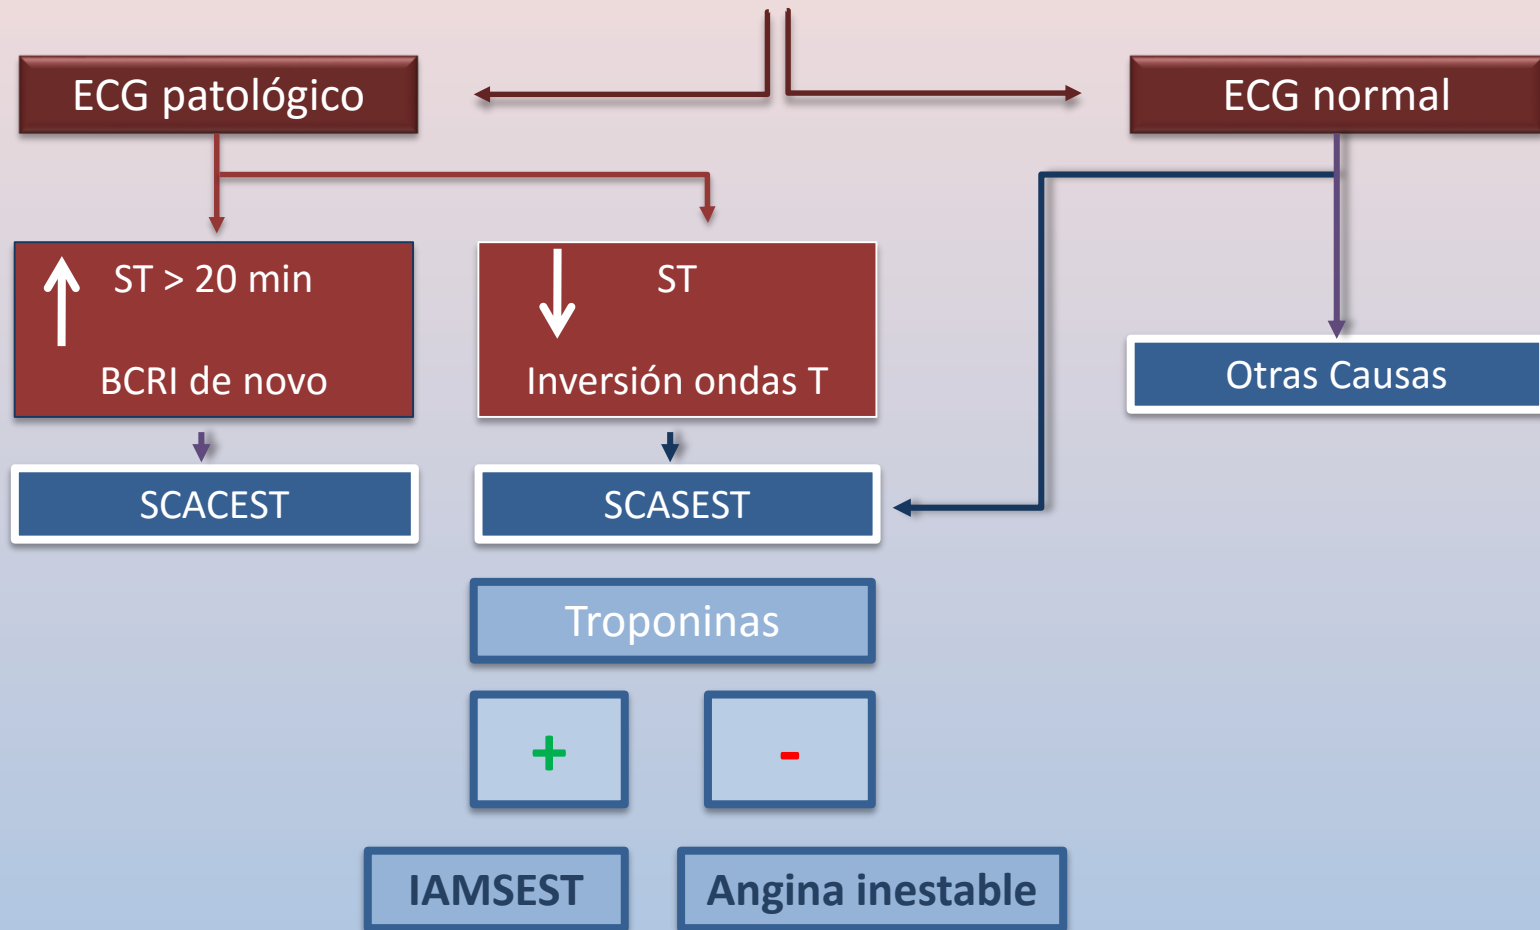 ECG patológico
ECG normal
ST > 20 min
BCRI de novo
ST
Inversión ondas T
Otras Causas
SCACEST
SCASEST
Troponinas
+
-
IAMSEST
Angina inestable